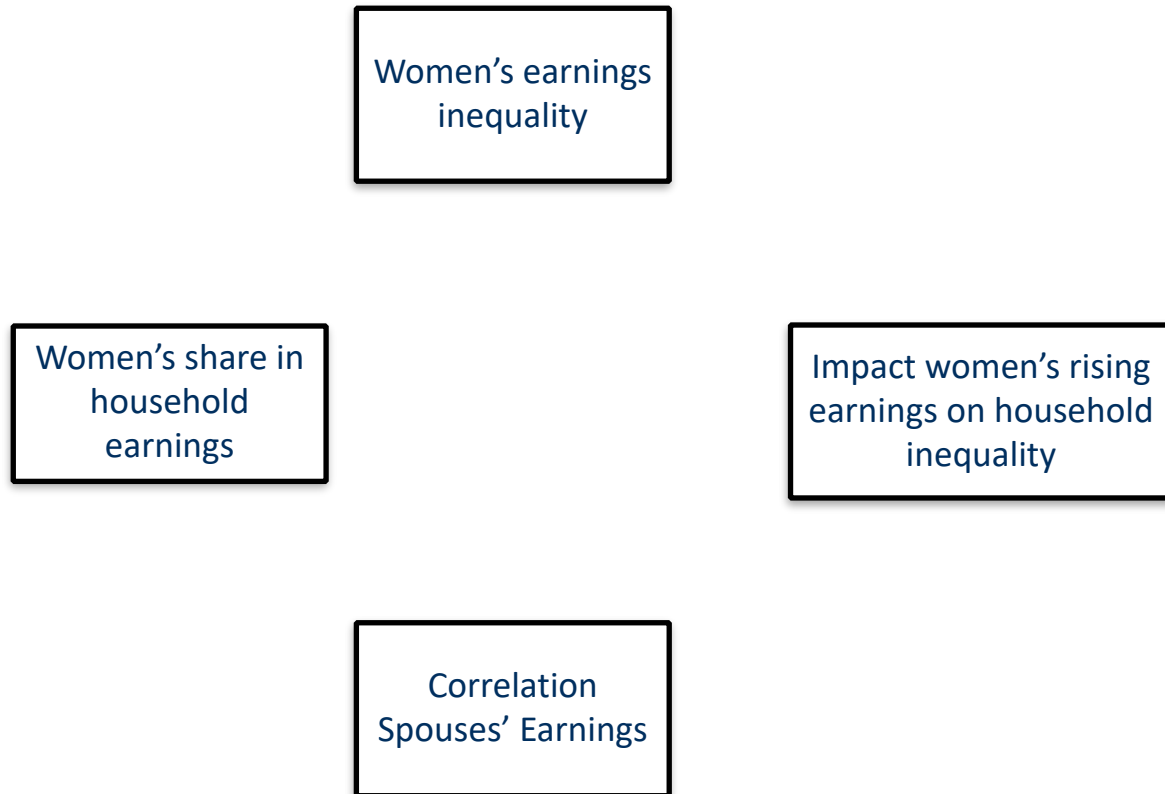 Women’s earnings
inequality
Women’s share in
household
earnings
Impact women’s rising
earnings on household
inequality
Correlation
Spouses’ Earnings